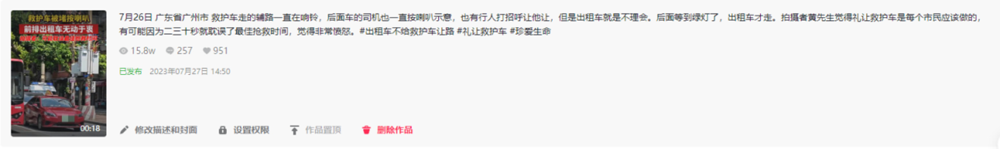 救护车被堵按喇叭
前排出租车无动于衷
00:18
7月26日 广东省广州市 救护车走的辅路一直在响铃，后面车的司机也一直按喇叭示意，也有行人打招呼让他让，但是出租车就是不理会。后面等到绿灯了，出租车才走。拍摄者黄先生觉得礼让救护车是每个市民应该做的，
有可能因为二三十秒就耽误了最佳抢救时间，觉得非常愤怒。#出租车不给救护车让路 #礼让救护车 #珍爱生命
15.8w 257 951
已发布 2023年07月27日 14:50
修改描述和封面 设置权限 作品置顶 删除作品